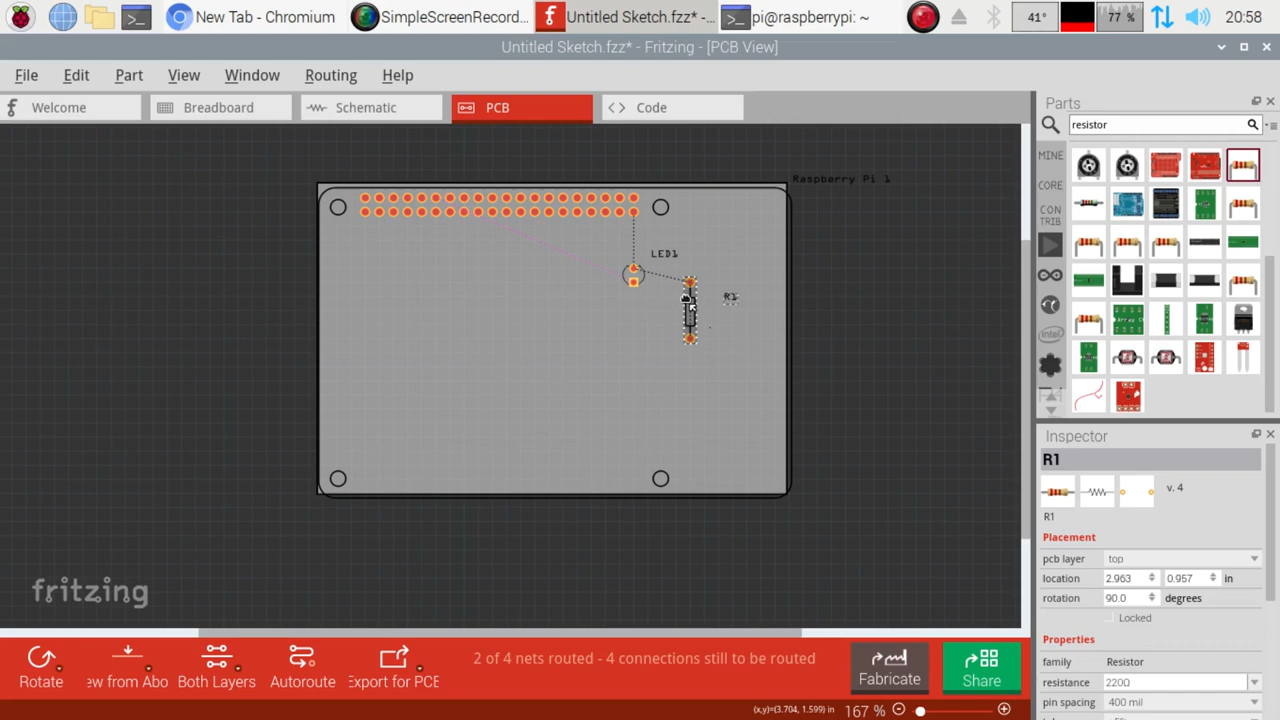 New Tab - Chromium
SimpleScreenRecord...
Untitled Sketch.fzz* -
pi@raspberrypi: ~
41°
77 %
20:58
Untitled Sketch.fzz* - Fritzing - [PCB View]
File Edit Part View Window Routing Help
Welcome
Breadboard
Schematic
PCB
Code
Parts
resistor
MINE
CORE
CON
TRIB
intel
Raspberry Pi 1
LED1
R1
Inspector
R1
v. 4
R1
Placement
pcb layer top
location 2.963 0.957 in
rotation 90.0 degrees
Locked
Properties
family Resistor
resistance 220Ω
pin spacing 400 mil
fritzing
Rotate
ew from Abo
Both Layers
Autoroute
Export for PCE
2 of 4 nets routed - 4 connections still to be routed
Fabricate
Share
(x,y)=(3.704, 1.599) in
167 %